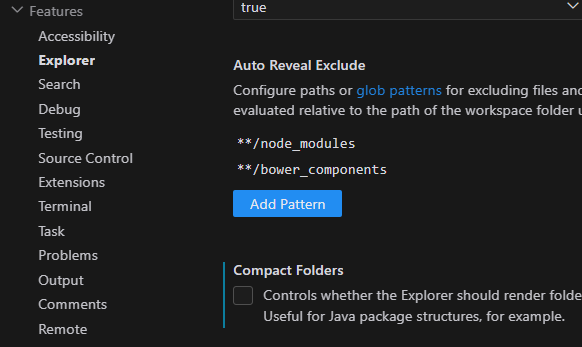 Features
Accessibility
Explorer
Search
Debug
Testing
Source Control
Extensions
Terminal
Task
Problems
Output
Comments
Remote
true
Auto Reveal Exclude
Configure paths or glob patterns for excluding files and
evaluated relative to the path of the workspace folder
**/node_modules
**/bower_components
Add Pattern
Compact Folders
Controls whether the Explorer should render folde
Useful for Java package structures, for example.